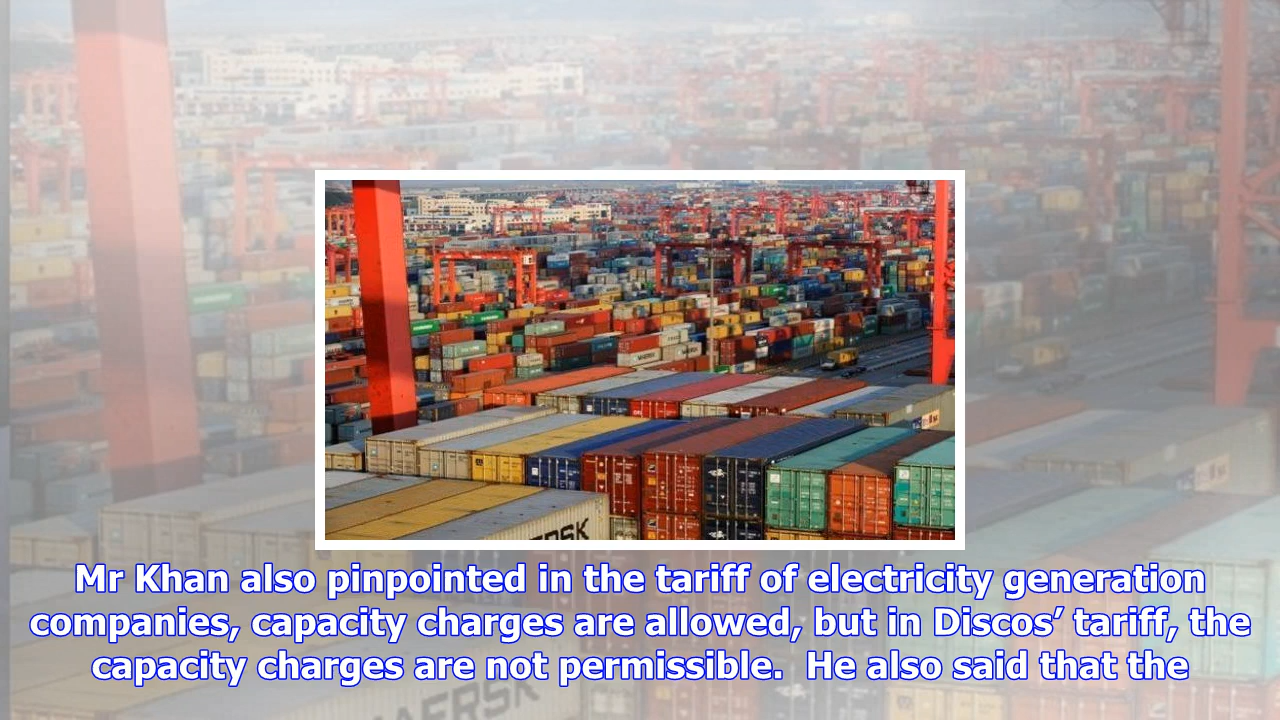 MAERSK
Mr Khan also pinpointed in the tariff of electricity generation
companies, capacity charges are allowed, but in Discos’ tariff, the
capacity charges are not permissible.  He also said that the